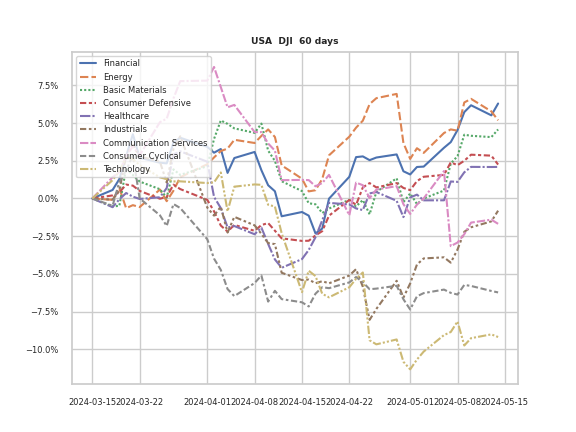 USA DJI 60 days
Financial
Energy
Basic Materials
Consumer Defensive
Healthcare
Industrials
Communication Services
Consumer Cyclical
Technology
7.5%
5.0%
2.5%
0.0%
−2.5%
−5.0%
−7.5%
−10.0%
2024-03-15 2024-03-22 2024-04-01 2024-04-08 2024-04-15 2024-04-22 2024-05-01 2024-05-08 2024-05-15